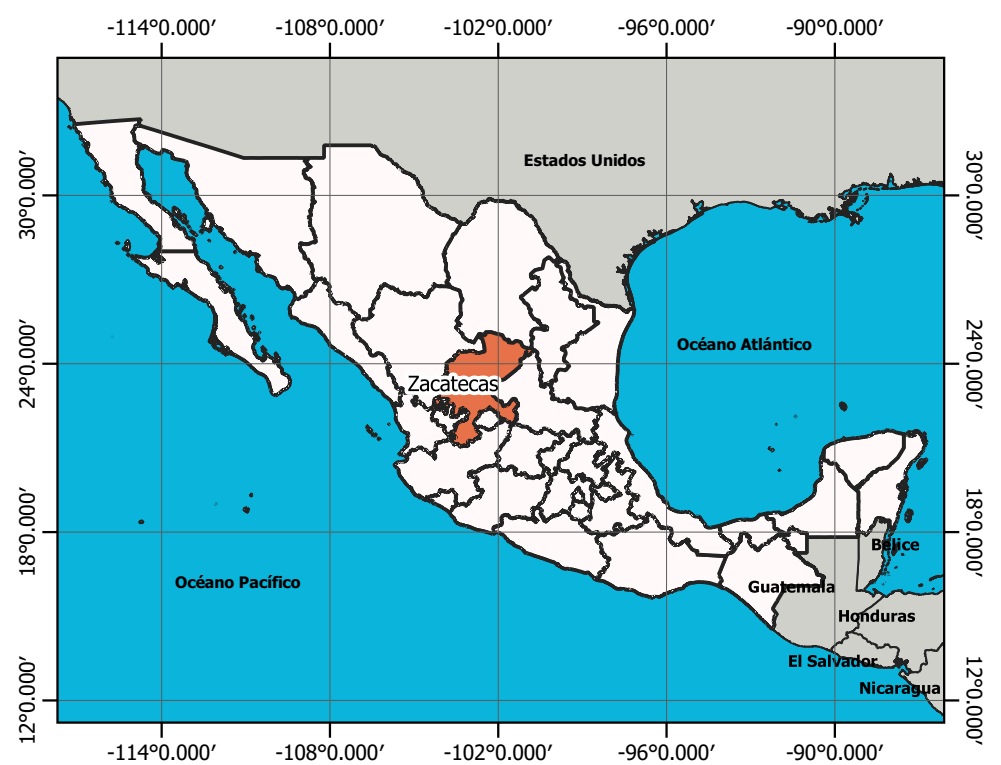 -114°0.000′ -108°0.000′ -102°0.000′ -96°0.000′ -90°0.000′
Estados Unidos
30°0.000′ 30°0.000′
Océano Atlántico
24°0.000′ 24°0.000′
Zacatecas
18°0.000′ 18°0.000′
Belice
Océano Pacífico
Guatemala
Honduras
El Salvador
Nicaragua
12°0.000′ 12°0.000′
-114°0.000′ -108°0.000′ -102°0.000′ -96°0.000′ -90°0.000′